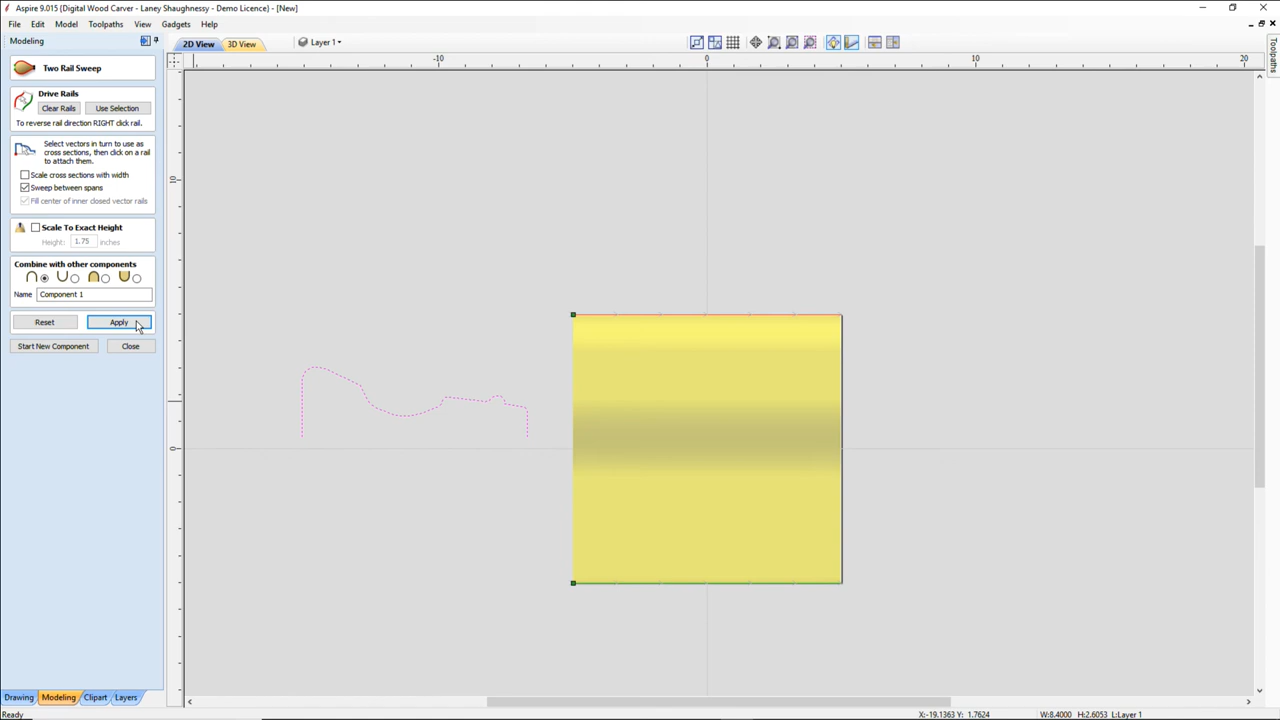 Aspire 9.015 {Digital Wood Carver - Laney Shaughnessy - Demo Licence} - [New]
File Edit Model Toolpaths View Gadgets Help
Modeling
2D View 3D View Layer 1
Toolpaths
-10 0 10 20
10
0
Two Rail Sweep
Drive Rails
Clear Rails Use Selection
To reverse rail direction RIGHT click rail.
Select vectors in turn to use as
cross sections, then click on a rail
to attach them.
Scale cross sections with width
Sweep between spans
Fill center of inner closed vector rails
Scale To Exact Height
Height: 1.75 inches
Combine with other components
Name Component 1
Reset Apply
Start New Component Close
Drawing Modeling Clipart Layers
Ready X:-19.1363 Y: 1.7624 W:8.4000 H:2.6053 L:Layer 1